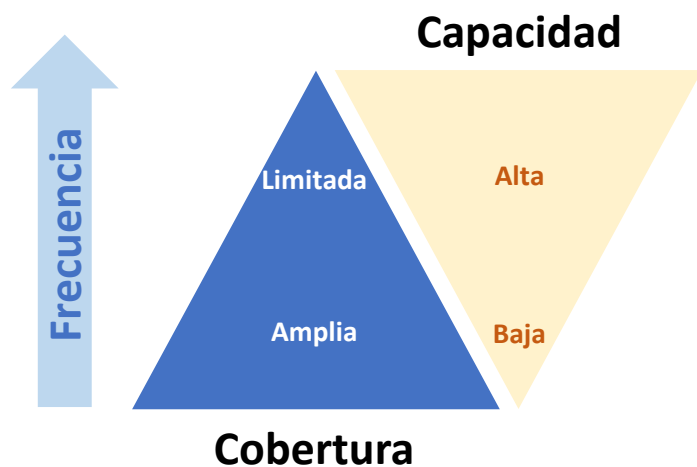 Capacidad
Frecuencia
Limitada
Alta
Amplia
Baja
Cobertura